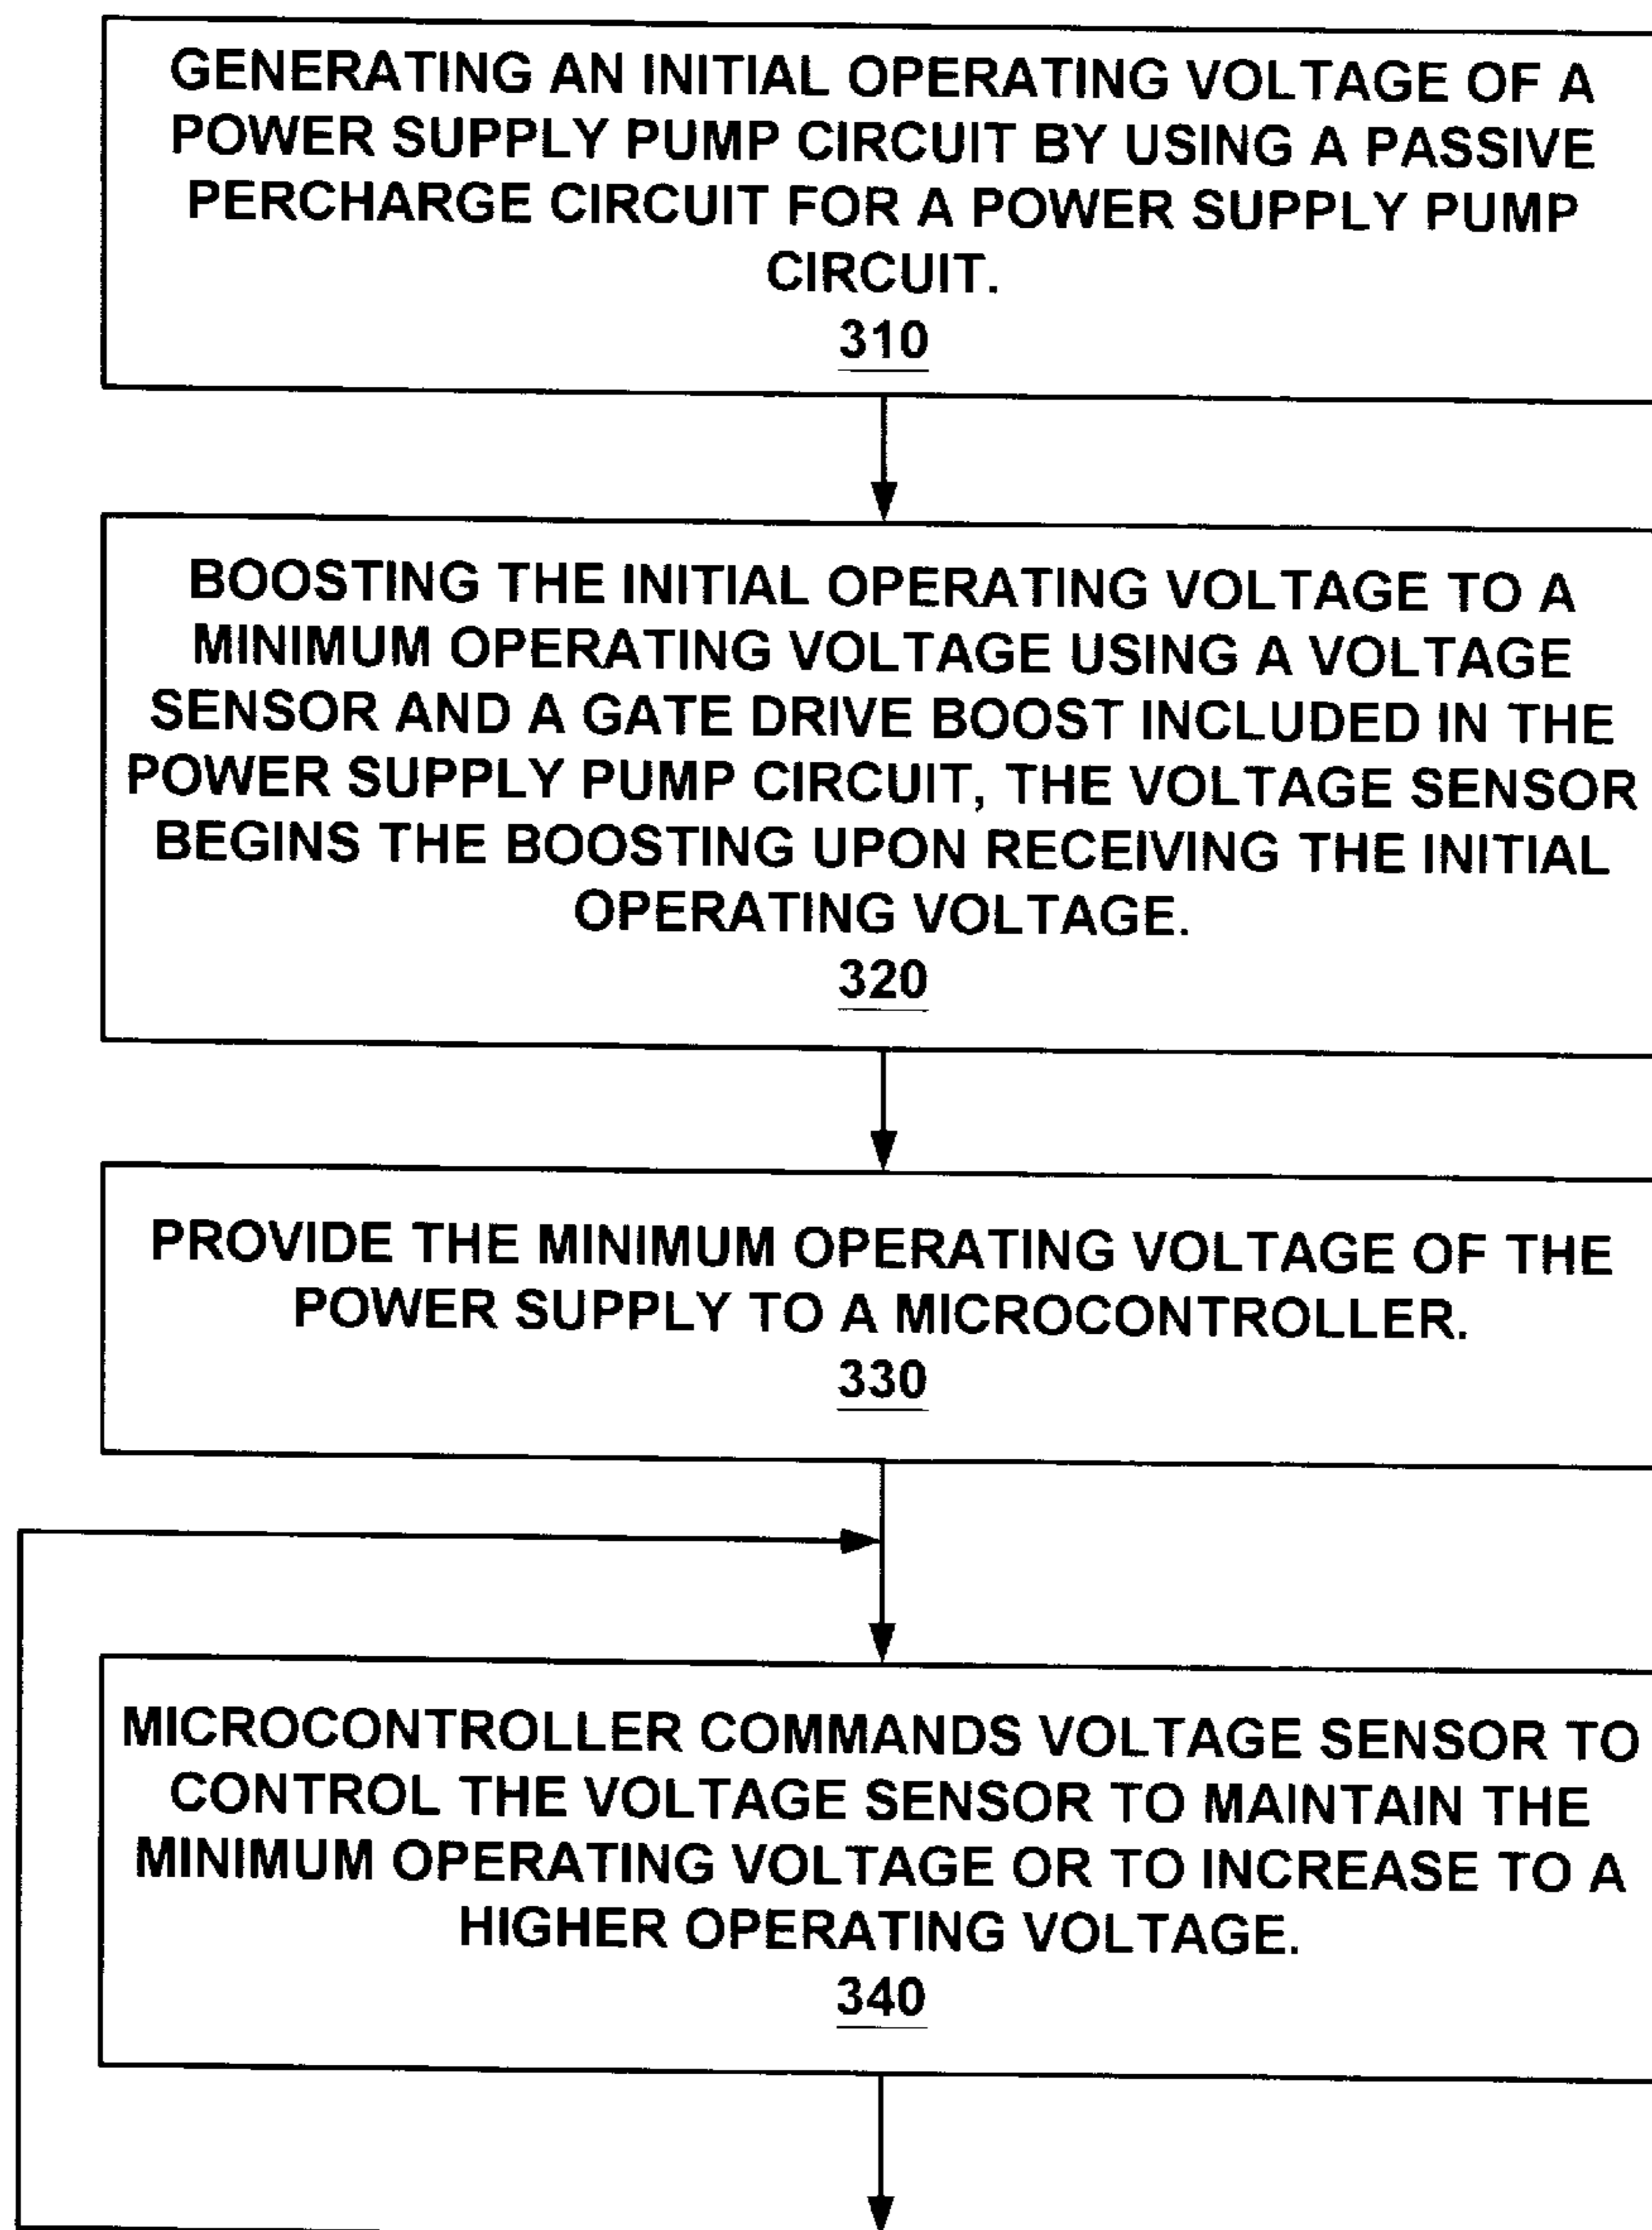 GENERATING AN INITIAL OPERATING VOLTAGE OF A
POWER SUPPLY PUMP CIRCUIT BY USING A PASSIVE
PERCHARGE CIRCUIT FOR A POWER SUPPLY PUMP
CIRCUIT.
310
BOOSTING THE INITIAL OPERATING VOLTAGE TO A
MINIMUM OPERATING VOLTAGE USING A VOLTAGE
SENSOR AND A GATE DRIVE BOOST INCLUDED IN THE
POWER SUPPLY PUMP CIRCUIT, THE VOLTAGE SENSOR
BEGINS THE BOOSTING UPON RECEIVING THE INITIAL
OPERATING VOLTAGE.
320
PROVIDE THE MINIMUM OPERATING VOLTAGE OF THE
POWER SUPPLY TO A MICROCONTROLLER.
330
MICROCONTROLLER COMMANDS VOLTAGE SENSOR TO
CONTROL THE VOLTAGE SENSOR TO MAINTAIN THE
MINIMUM OPERATING VOLTAGE OR TO INCREASE TO A
HIGHER OPERATING VOLTAGE.
340